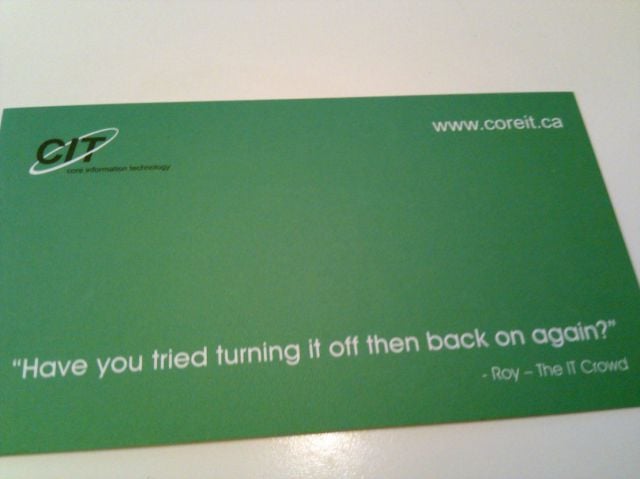 www.coreit.ca
CIT
core information technology
“Have you tried turning it off then back on again?”
- Roy – The IT Crowd